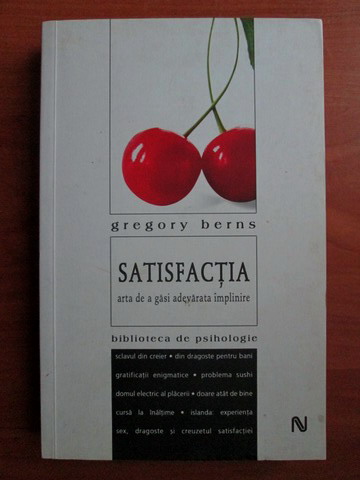 gregory berns
SATISFACȚIA
arta de a găsi adevărata împlinire
biblioteca de psihologie
sclavul din creier • din dragoste pentru bani
gratificații enigmatice • problema sushi
domul electric al plăcerii • doare atât de bine
cursă la înălțime • islanda: experiența
sex, dragoste și creuzetul satisfacției
N